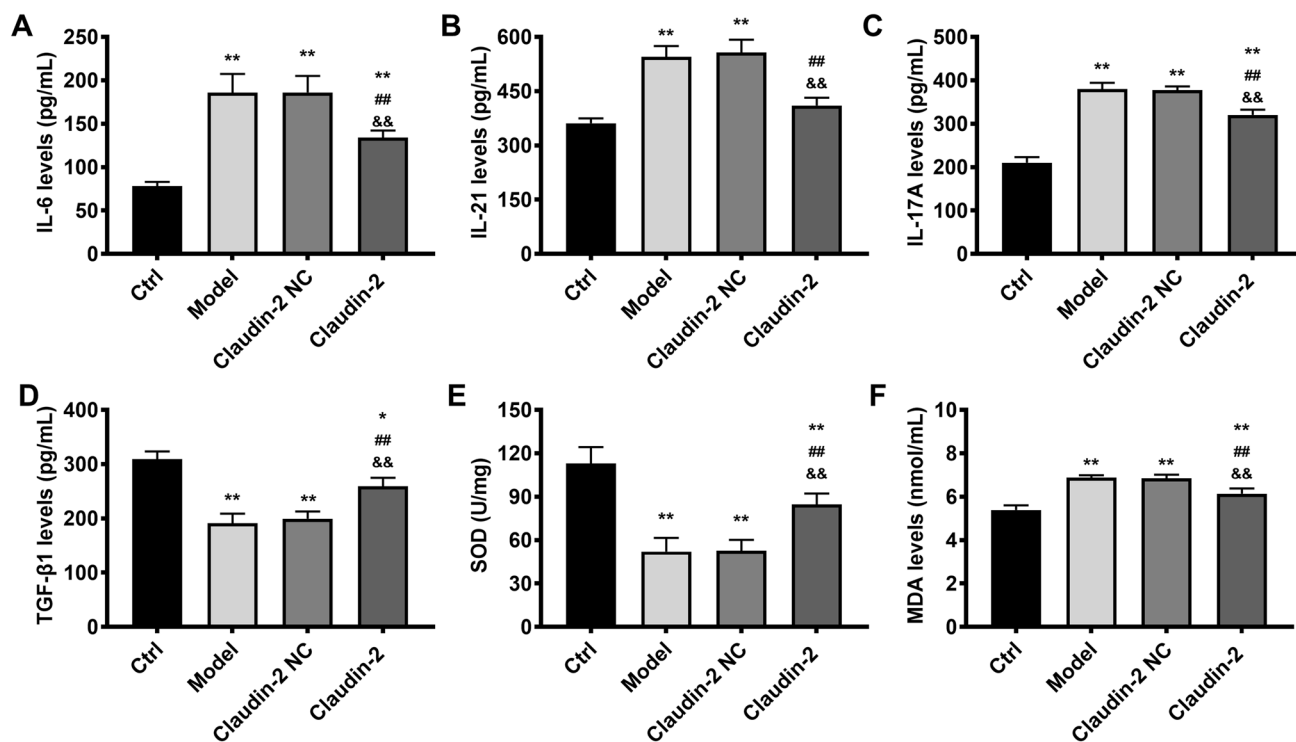 A
IL-6 levels (pg/mL)
250
200
150
100
50
0
**
**
**
##
&&
Ctrl
Model
Claudin-2 NC
Claudin-2
B
IL-21 levels (pg/mL)
600
450
300
150
0
**
**
##
&&
Ctrl
Model
Claudin-2 NC
Claudin-2
C
IL-17A levels (pg/mL)
500
400
300
200
100
0
**
**
**
##
&&
Ctrl
Model
Claudin-2 NC
Claudin-2
D
TGF-β1 levels (pg/mL)
400
300
200
100
0
**
**
*
##
&&
Ctrl
Model
Claudin-2 NC
Claudin-2
E
SOD (U/mg)
150
120
90
60
30
0
**
**
**
##
&&
Ctrl
Model
Claudin-2 NC
Claudin-2
F
MDA levels (nmol/mL)
10
8
6
4
2
0
**
**
**
##
&&
Ctrl
Model
Claudin-2 NC
Claudin-2